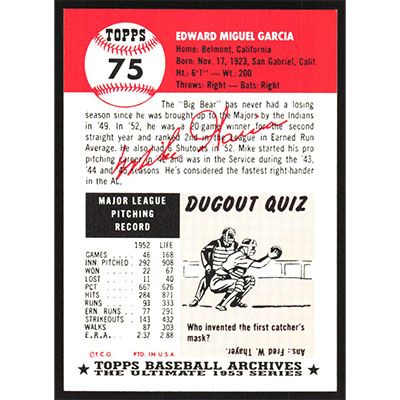 TOPPS
75
EDWARD MIGUEL GARCIA
Home: Belmont, California
Born: Nov. 17, 1923, San Gabriel, Calif.
Ht.: 6'1" - Wt.: 200
Throws: Right - Bats: Right
The "Big Bear" has never had a losing
season since he was brought up to the Majors by the Indians
in '49. In '52, he was a 20 game winner for the second
straight year and ranked 2nd in the League in Earned Run
Average. He also had 6 Shutouts in '52. Mike started his pro
pitching career in '42 and was in the Service during the '43,
'44 and '45 seasons. He's considered the fastest right-hander
in the AL.
Mike Garcia
MAJOR LEAGUE
PITCHING
RECORD
1952 LIFE
GAMES 46 168
INN. PITCHED 292 908
WON 22 67
LOST 11 40
PCT 667 626
HITS 284 871
RUNS 93 333
ERN. RUNS 77 291
STRIKEOUTS 143 432
WALKS 87 303
E.R.A. 2.37 2.88
DUGOUT QUIZ
Who invented the first catcher's
mask?
Ans.: Fred W. Thayer.
©T.C.G. PTD. IN U.S.A
TOPPS BASEBALL ARCHIVES
THE ULTIMATE 1953 SERIES